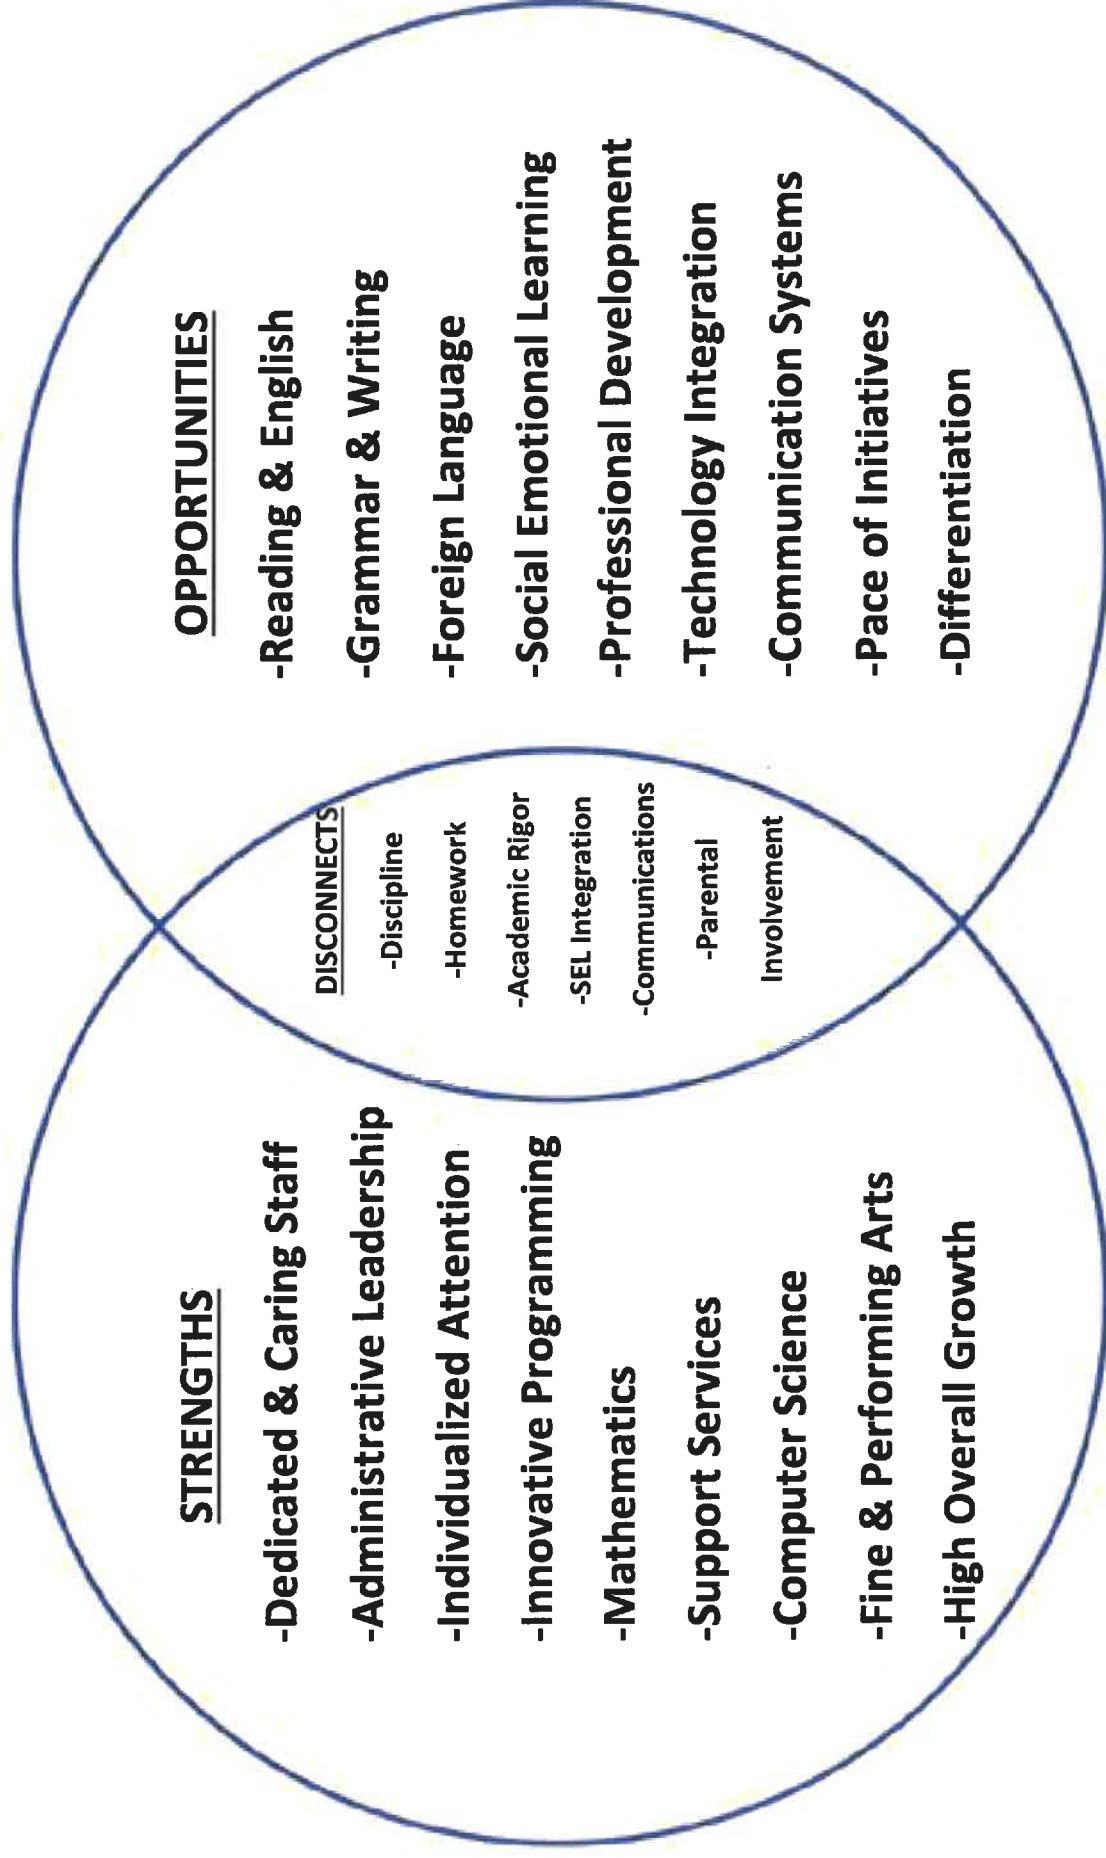 STRENGTHS
-Dedicated & Caring Staff
-Administrative Leadership
-Individualized Attention
-Innovative Programming
-Mathematics
-Support Services
-Computer Science
-Fine & Performing Arts
-High Overall Growth
DISCONNECTS
-Discipline
-Homework
-Academic Rigor
-SEL Integration
-Communications
-Parental
Involvement
OPPORTUNITIES
-Reading & English
-Grammar & Writing
-Foreign Language
-Social Emotional Learning
-Professional Development
-Technology Integration
-Communication Systems
-Pace of Initiatives
-Differentiation